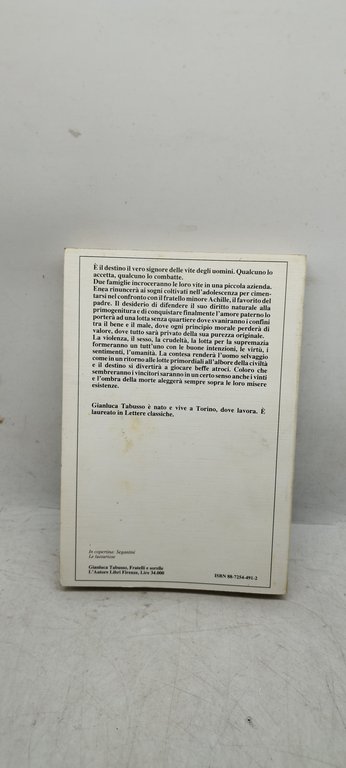 È il destino il vero signore delle vite degli uomini. Qualcuno lo
accetta, qualcuno lo combatte.
Due famiglie incroceranno le loro vite in una piccola azienda.
Enea rinuncerà ai sogni coltivati nell'adolescenza per cimen-
tarsi nel confronto con il fratello minore Achille, il favorito del
padre. Il desiderio di difendere il suo diritto naturale alla
primogenitura e di conquistare finalmente l'amore paterno lo
porterà ad una lotta senza quartiere dove svaniranno i confini
tra il bene e il male, dove ogni principio morale perderà di
valore, dove tutto sarà privato della sua purezza originale.
La violenza, il sesso, la crudeltà, la lotta per la supremazia
formeranno un tutt'uno con le buone intenzioni, le virtù, i
sentimenti, l'umanità. La contesa renderà l'uomo selvaggio
come in un ritorno alle lotte primordiali all'albore della civiltà
e il destino si divertirà a giocare beffe atroci. Coloro che
sembreranno i vincitori saranno in un certo senso anche i vinti
e l'ombra della morte aleggerà sempre sopra le loro misere
esistenze.
Gianluca Tabusso è nato e vive a Torino, dove lavora. È
laureato in Lettere classiche.
In copertina: Segantini
Le lussuriose
Gianluca Tabusso, Fratelli e sorelle
L'Autore Libri Firenze, Lire 34.000
ISBN 88-7254-491-2